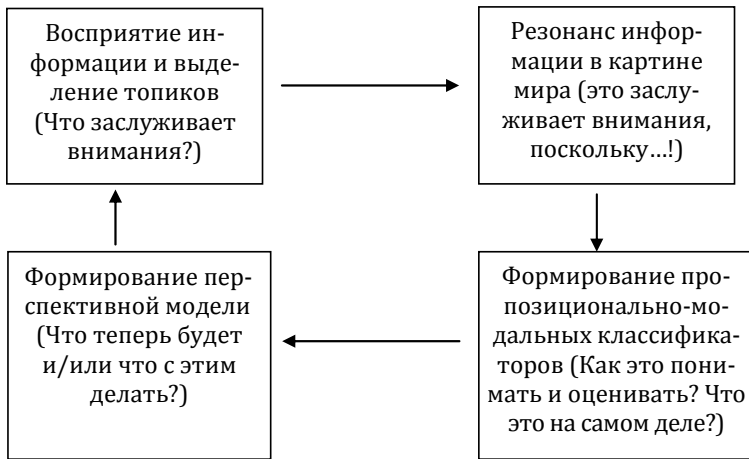 Восприятие ин-
формации и выде-
ление топиков
(Что заслуживает
внимания?)
Резонанс инфор-
мации в картине
мира (это заслу-
живает внимания,
поскольку…!)
Формирование пер-
спективной модели
(Что теперь будет
и/или что с этим
делать?)
Формирование про-
позиционально-мо-
дальных классифика-
торов (Как это пони-
мать и оценивать? Что
это на самом деле?)